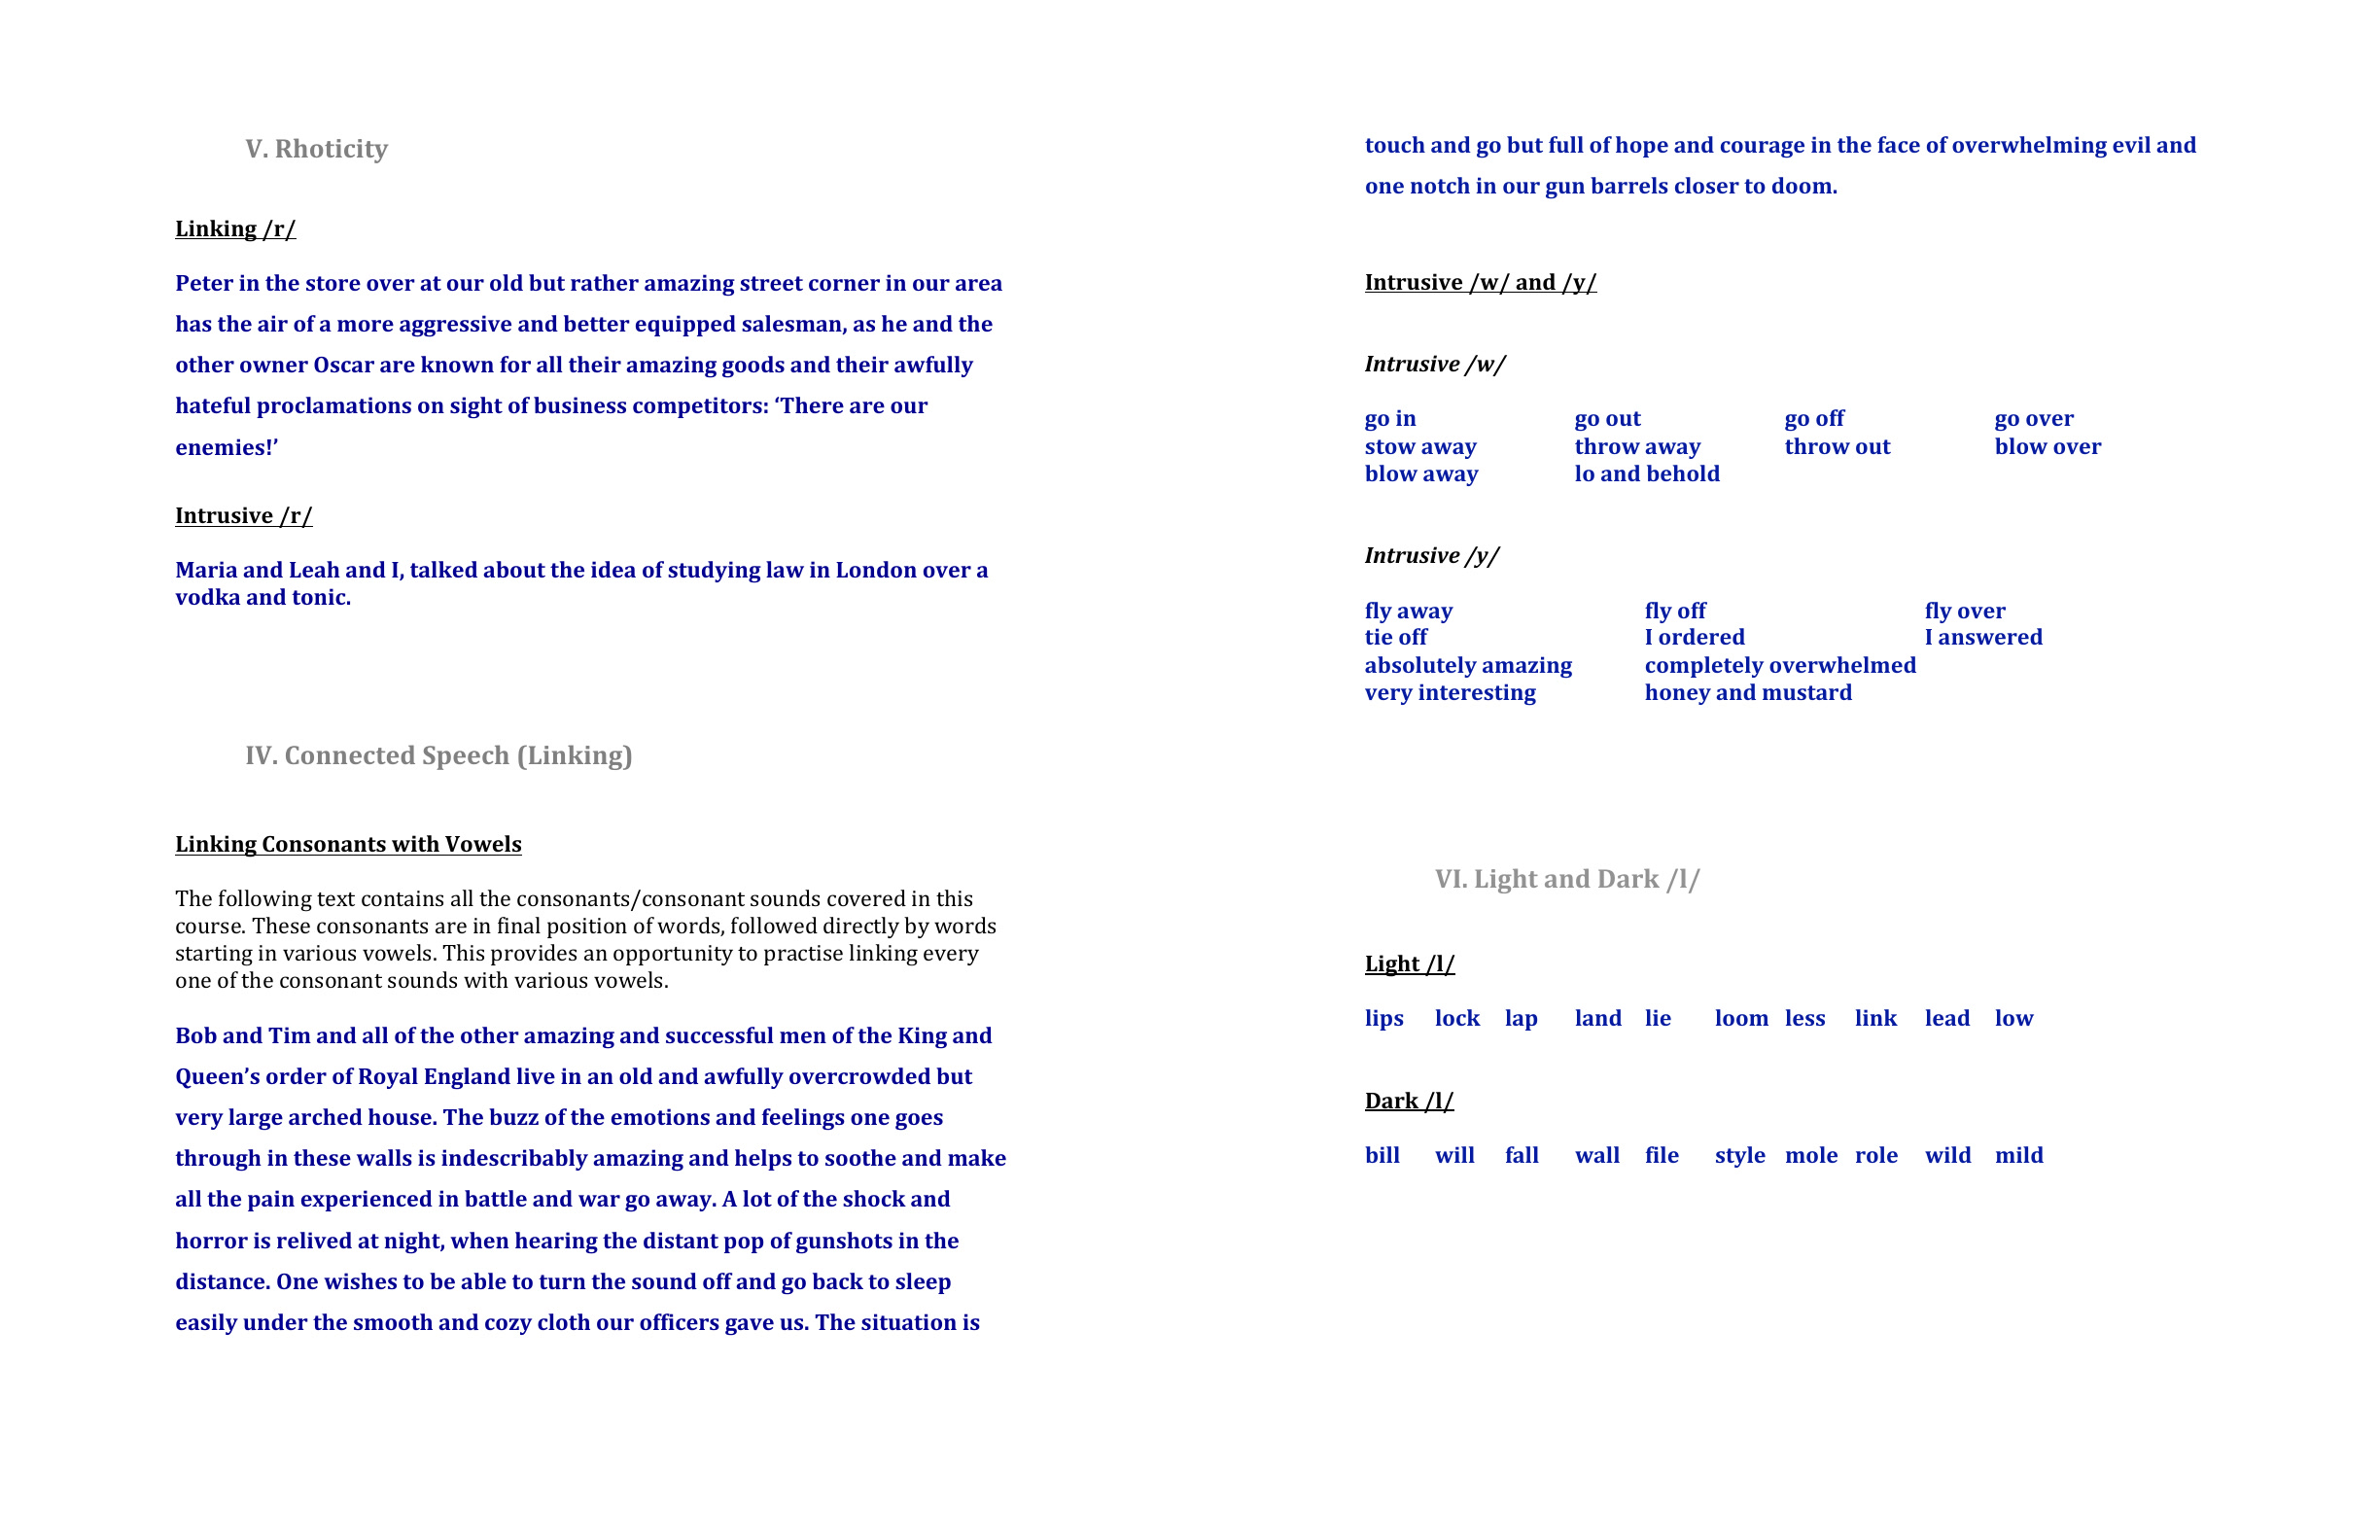 V. Rhoticity
Linking /r/
Peter in the store over at our old but rather amazing street corner in our area
has the air of a more aggressive and better equipped salesman, as he and the
other owner Oscar are known for all their amazing goods and their awfully
hateful proclamations on sight of business competitors: ‘There are our
enemies!’
Intrusive /r/
Maria and Leah and I, talked about the idea of studying law in London over a
vodka and tonic.
IV. Connected Speech (Linking)
Linking Consonants with Vowels
The following text contains all the consonants/consonant sounds covered in this
course. These consonants are in final position of words, followed directly by words
starting in various vowels. This provides an opportunity to practise linking every
one of the consonant sounds with various vowels.
Bob and Tim and all of the other amazing and successful men of the King and
Queen’s order of Royal England live in an old and awfully overcrowded but
very large arched house. The buzz of the emotions and feelings one goes
through in these walls is indescribably amazing and helps to soothe and make
all the pain experienced in battle and war go away. A lot of the shock and
horror is relived at night, when hearing the distant pop of gunshots in the
distance. One wishes to be able to turn the sound off and go back to sleep
easily under the smooth and cozy cloth our officers gave us. The situation is
touch and go but full of hope and courage in the face of overwhelming evil and
one notch in our gun barrels closer to doom.
Intrusive /w/ and /y/
Intrusive /w/
go in go out go off go over
stow away throw away throw out blow over
blow away lo and behold
Intrusive /y/
fly away fly off fly over
tie off I ordered I answered
absolutely amazing completely overwhelmed
very interesting honey and mustard
VI. Light and Dark /l/
Light /l/
lips lock lap land lie loom less link lead low
Dark /l/
bill will fall wall file style mole role wild mild